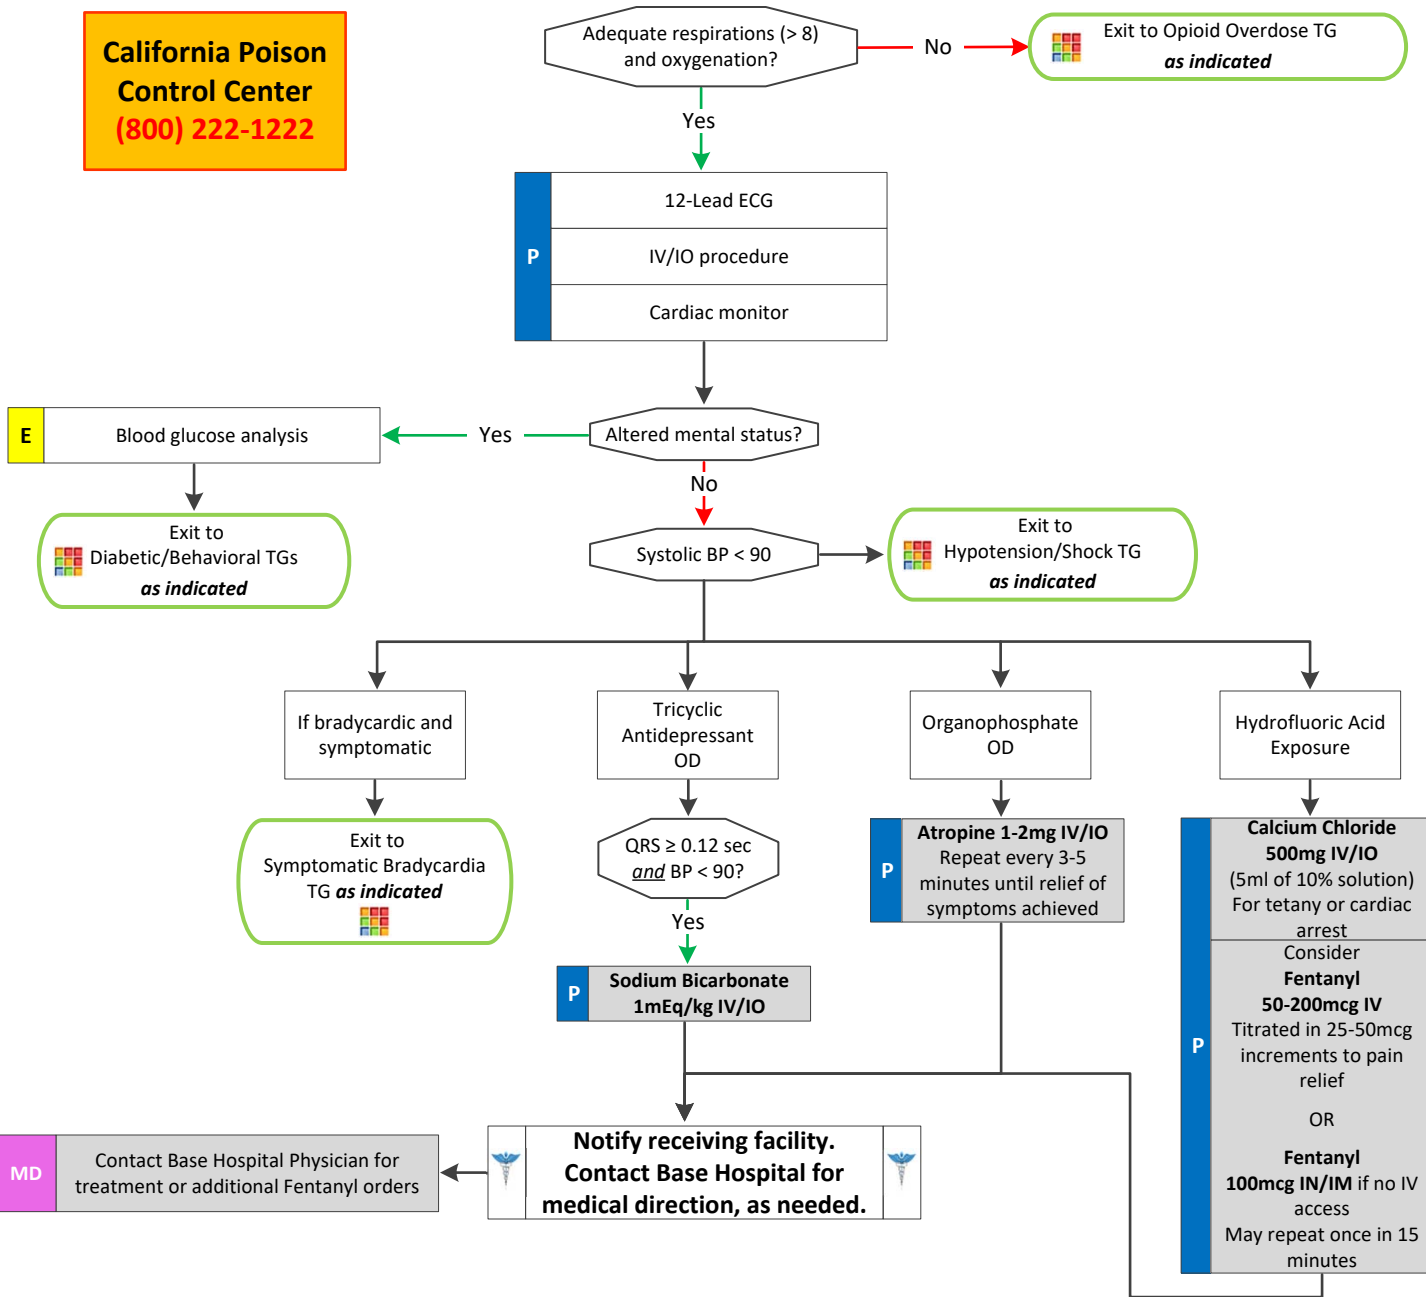 California Poison
Control Center
(800) 222-1222
Adequate respirations (> 8)
and oxygenation?
No
Exit to Opioid Overdose TG
as indicated
Yes
P
12-Lead ECG
IV/IO procedure
Cardiac monitor
E
Blood glucose analysis
Yes
Altered mental status?
No
Exit to
Diabetic/Behavioral TGs
as indicated
Systolic BP < 90
Exit to
Hypotension/Shock TG
as indicated
If bradycardic and
symptomatic
Tricyclic
Antidepressant
OD
Organophosphate
OD
Hydrofluoric Acid
Exposure
Exit to
Symptomatic Bradycardia
TG as indicated
QRS ≥ 0.12 sec
and BP < 90?
Yes
P
Sodium Bicarbonate
1mEq/kg IV/IO
P
Atropine 1-2mg IV/IO
Repeat every 3-5
minutes until relief of
symptoms achieved
P
Calcium Chloride
500mg IV/IO
(5ml of 10% solution)
For tetany or cardiac
arrest
Consider
Fentanyl
50-200mcg IV
Titrated in 25-50mcg
increments to pain
relief
OR
Fentanyl
100mcg IN/IM if no IV
access
May repeat once in 15
minutes
MD
Contact Base Hospital Physician for
treatment or additional Fentanyl orders
Notify receiving facility.
Contact Base Hospital for
medical direction, as needed.